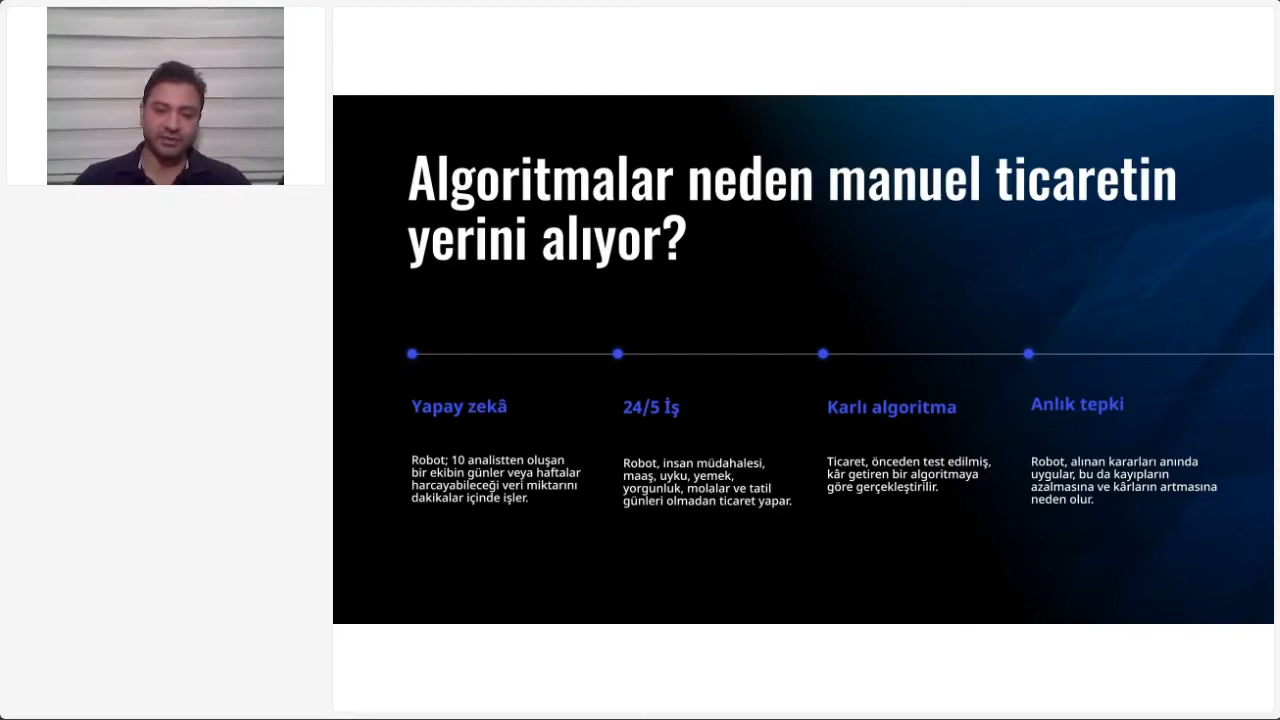 Algoritmalar neden manuel ticaretin
yerini alıyor?
Yapay zekâ
Robot; 10 analistten oluşan
bir ekibin günler veya haftalar
harcayabileceği veri miktarını
dakikalar içinde işler.
24/5 İş
Robot, insan müdahalesi,
maaş, uyku, yemek,
yorgunluk, molalar ve tatil
günleri olmadan ticaret yapar.
Karlı algoritma
Ticaret, önceden test edilmiş,
kâr getiren bir algoritmaya
göre gerçekleştirilir.
Anlık tepki
Robot, alınan kararları anında
uygular, bu da kayıpların
azalmasına ve kârların artmasına
neden olur.